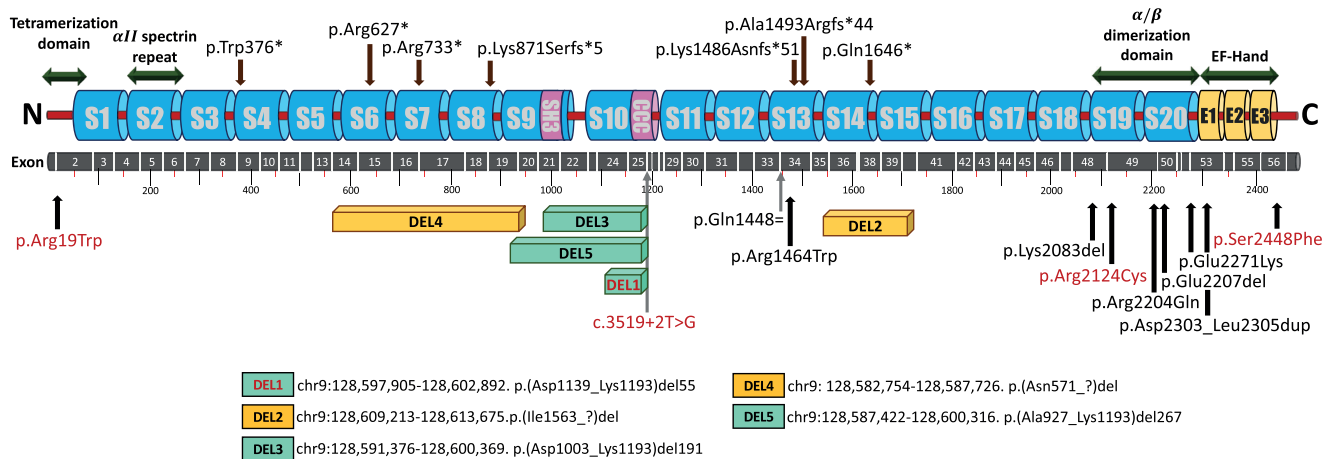 Tetramerization
domain
αII spectrin
repeat
p.Trp376*
p.Arg627*
p.Arg733*
p.Lys871Serfs*5
p.Ala1493Argfs*44
p.Lys1486Asnfs*51
p.Gln1646*
α/β
dimerization
domain
EF-Hand
N S1 S2 S3 S4 S5 S6 S7 S8 S9 SH3 S10 CCC S11 S12 S13 S14 S15 S16 S17 S18 S19 S20 E1 E2 E3 C
Exon 2 3 4 5 6 7 8 9 10 11 13 14 15 16 17 18 19 20 21 22 24 25 29 30 31 33 34 35 36 38 39 41 42 43 44 45 46 48 49 50 53 55 56
200 400 600 800 1000 1200 1400 1600 1800 2000 2200 2400
p.Arg19Trp
DEL4
DEL3
DEL5
DEL1
c.3519+2T>G
p.Gln1448=
p.Arg1464Trp
DEL2
p.Lys2083del
p.Arg2124Cys
p.Arg2204Gln
p.Ser2448Phe
p.Glu2271Lys
p.Glu2207del
p.Asp2303_Leu2305dup
DEL1 chr9:128,597,905-128,602,892. p.(Asp1139_Lys1193)del55
DEL2 chr9:128,609,213-128,613,675.p.(Ile1563_?)del
DEL3 chr9:128,591,376-128,600,369. p.(Asp1003_Lys1193)del191
DEL4 chr9: 128,582,754-128,587,726. p.(Asn571_?)del
DEL5 chr9:128,587,422-128,600,316. p.(Ala927_Lys1193)del267